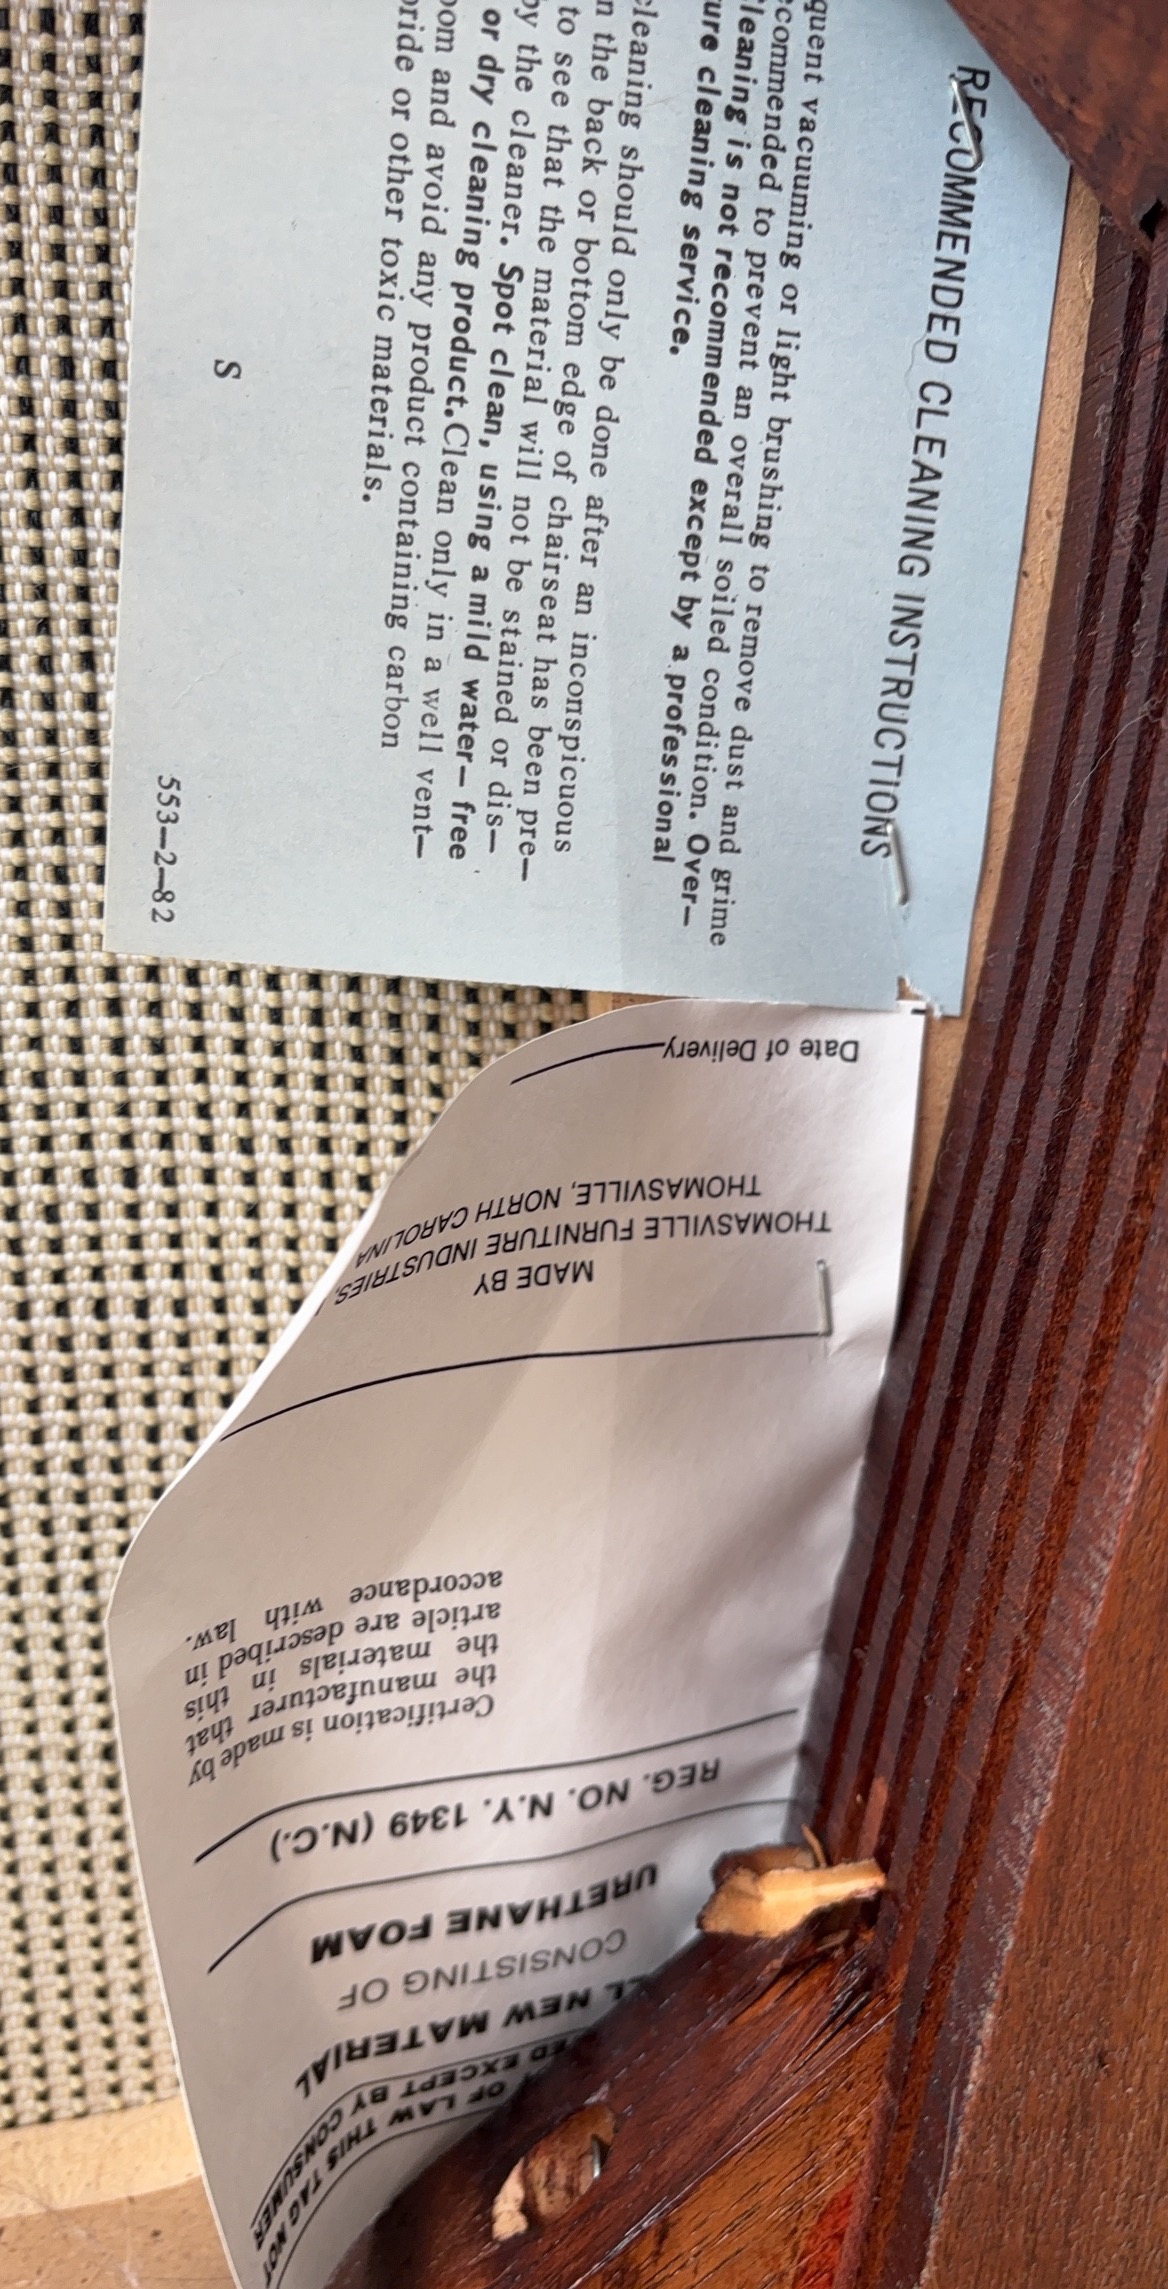 RECOMMENDED CLEANING INSTRUCTIONS
quent vacuuming or light brushing to remove dust and grime
commended to prevent an overall soiled condition. Over-
leaning is not recommended except by a professional
ure cleaning service.
cleaning should only be done after an inconspicuous
n the back or bottom edge of chairseat has been pre-
to see that the material will not be stained or dis-
by the cleaner. Spot clean, using a mild water-free
or dry cleaning product. Clean only in a well vent-
oom and avoid any product containing carbon
oride or other toxic materials.
S
553-2-82
OF LAW THIS TAG NOT
ED EXCEPT BY CONSUMER
LL NEW MATERIAL
CONSISTING OF
URETHANE FOAM
REG. NO. N.Y. 1349 (N.C.)
Certification is made by
the manufacturer that
the materials in this
article are described in
accordance with law.
MADE BY
THOMASVILLE FURNITURE INDUSTRIES,
THOMASVILLE, NORTH CAROLINA
Date of Delivery